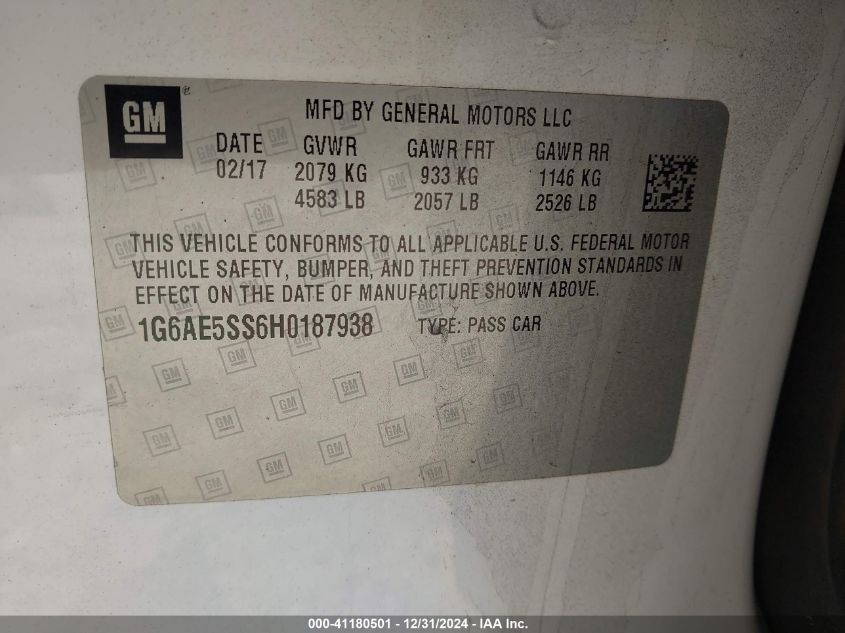 GM ®
MFD BY GENERAL MOTORS LLC
DATE GVWR GAWR FRT GAWR RR
02/17 2079 KG 933 KG 1146 KG
4583 LB 2057 LB 2526 LB
THIS VEHICLE CONFORMS TO ALL APPLICABLE U.S. FEDERAL MOTOR
VEHICLE SAFETY, BUMPER, AND THEFT PREVENTION STANDARDS IN
EFFECT ON THE DATE OF MANUFACTURE SHOWN ABOVE.
1G6AE5SS6H0187938 TYPE: PASS CAR
000-41180501 - 12/31/2024 - IAA Inc.